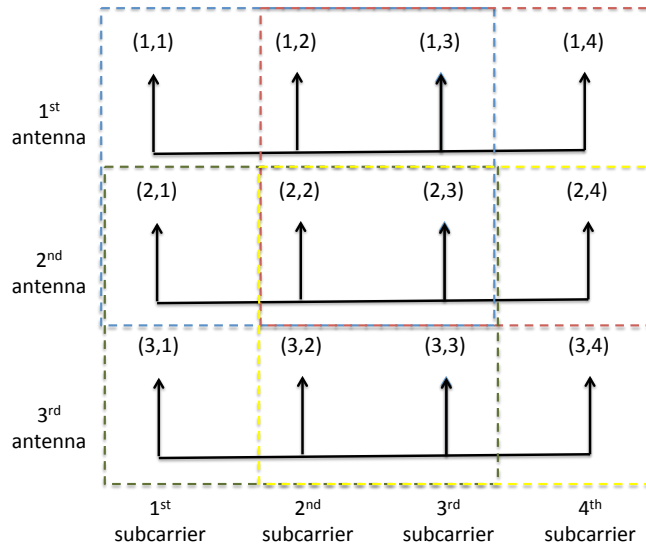 (1,1) (1,2) (1,3) (1,4)
1st
antenna
(2,1) (2,2) (2,3) (2,4)
2nd
antenna
(3,1) (3,2) (3,3) (3,4)
3rd
antenna
1st 2nd 3rd 4th
subcarrier subcarrier subcarrier subcarrier